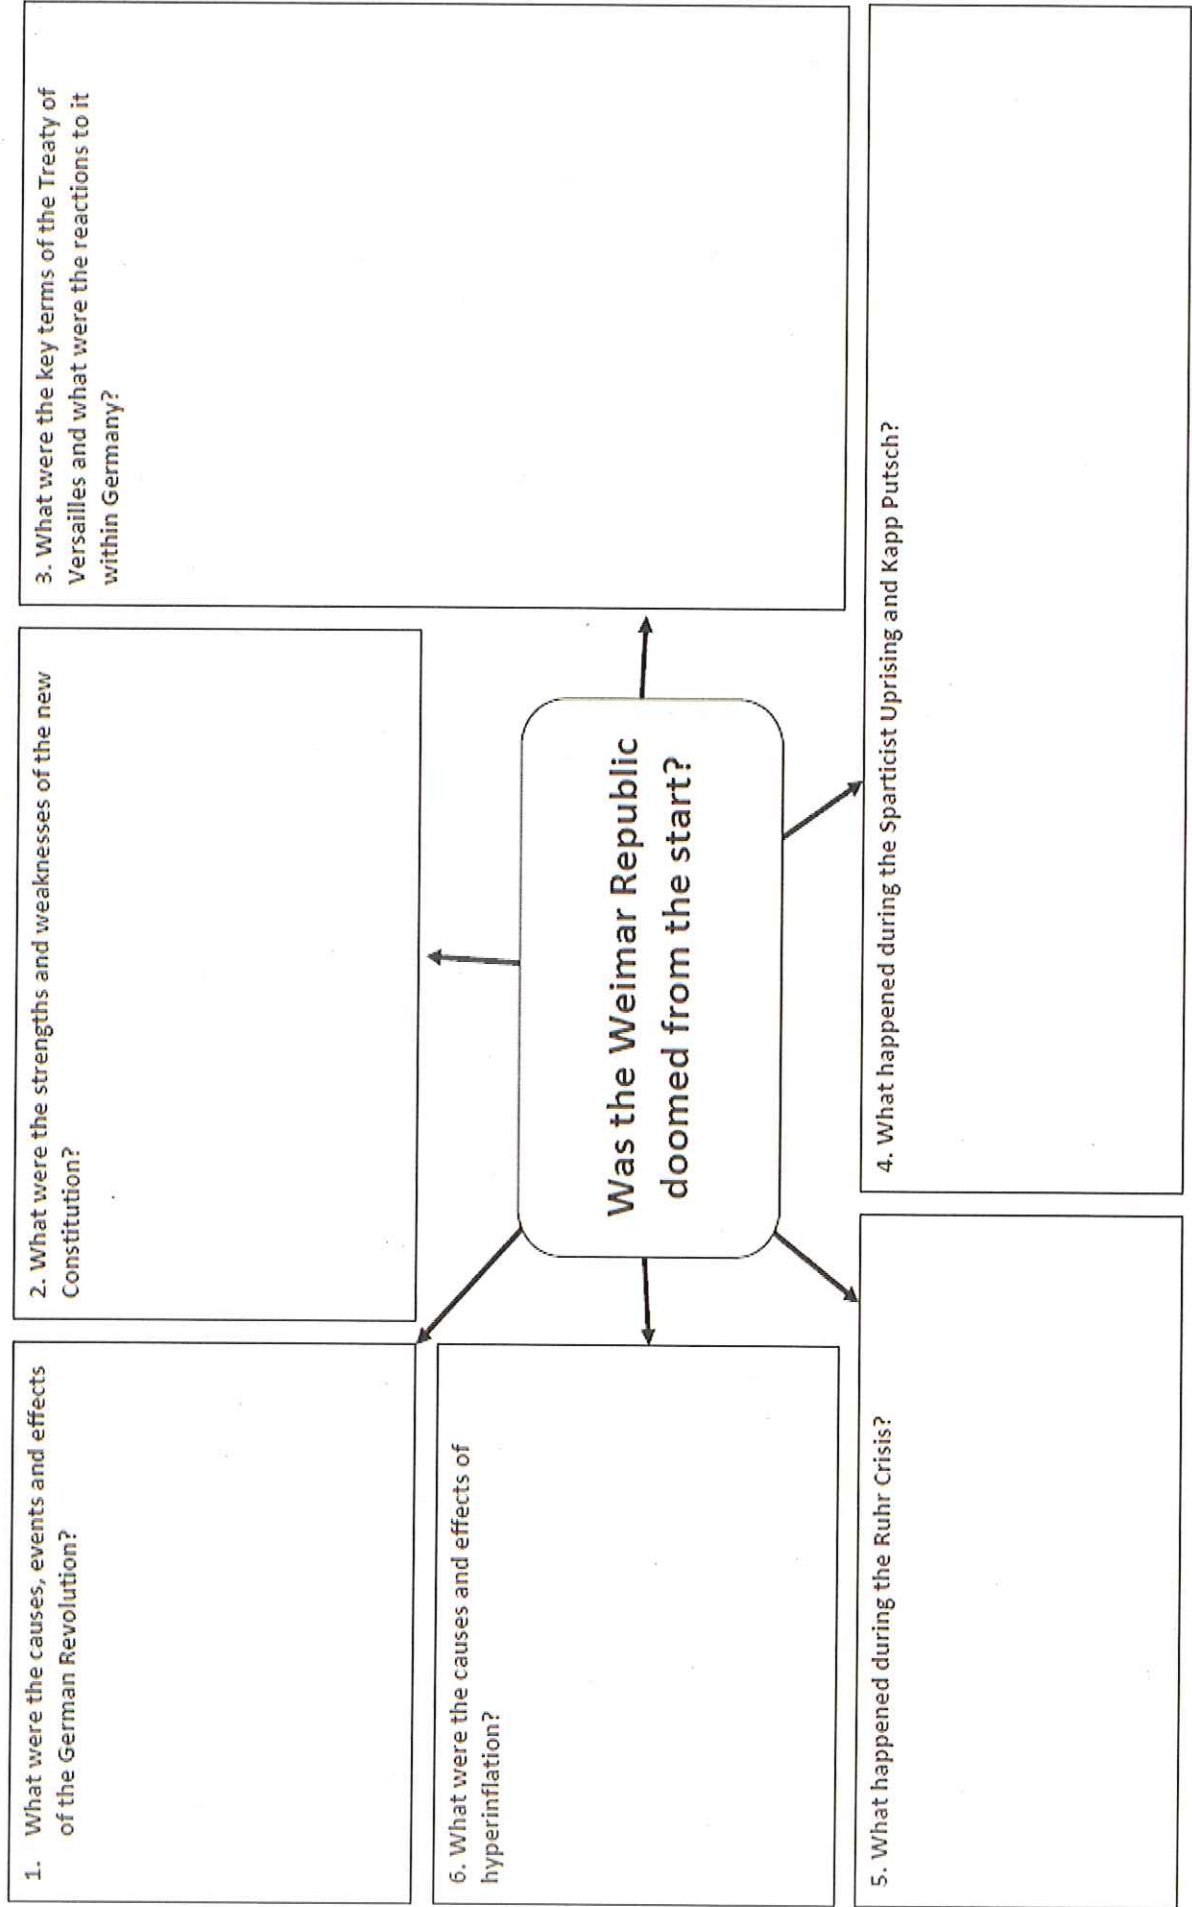 1. What were the causes, events and effects
of the German Revolution?
2. What were the strengths and weaknesses of the new
Constitution?
3. What were the key terms of the Treaty of
Versailles and what were the reactions to it
within Germany?
Was the Weimar Republic
doomed from the start?
6. What were the causes and effects of
hyperinflation?
5. What happened during the Ruhr Crisis?
4. What happened during the Sparticist Uprising and Kapp Putsch?